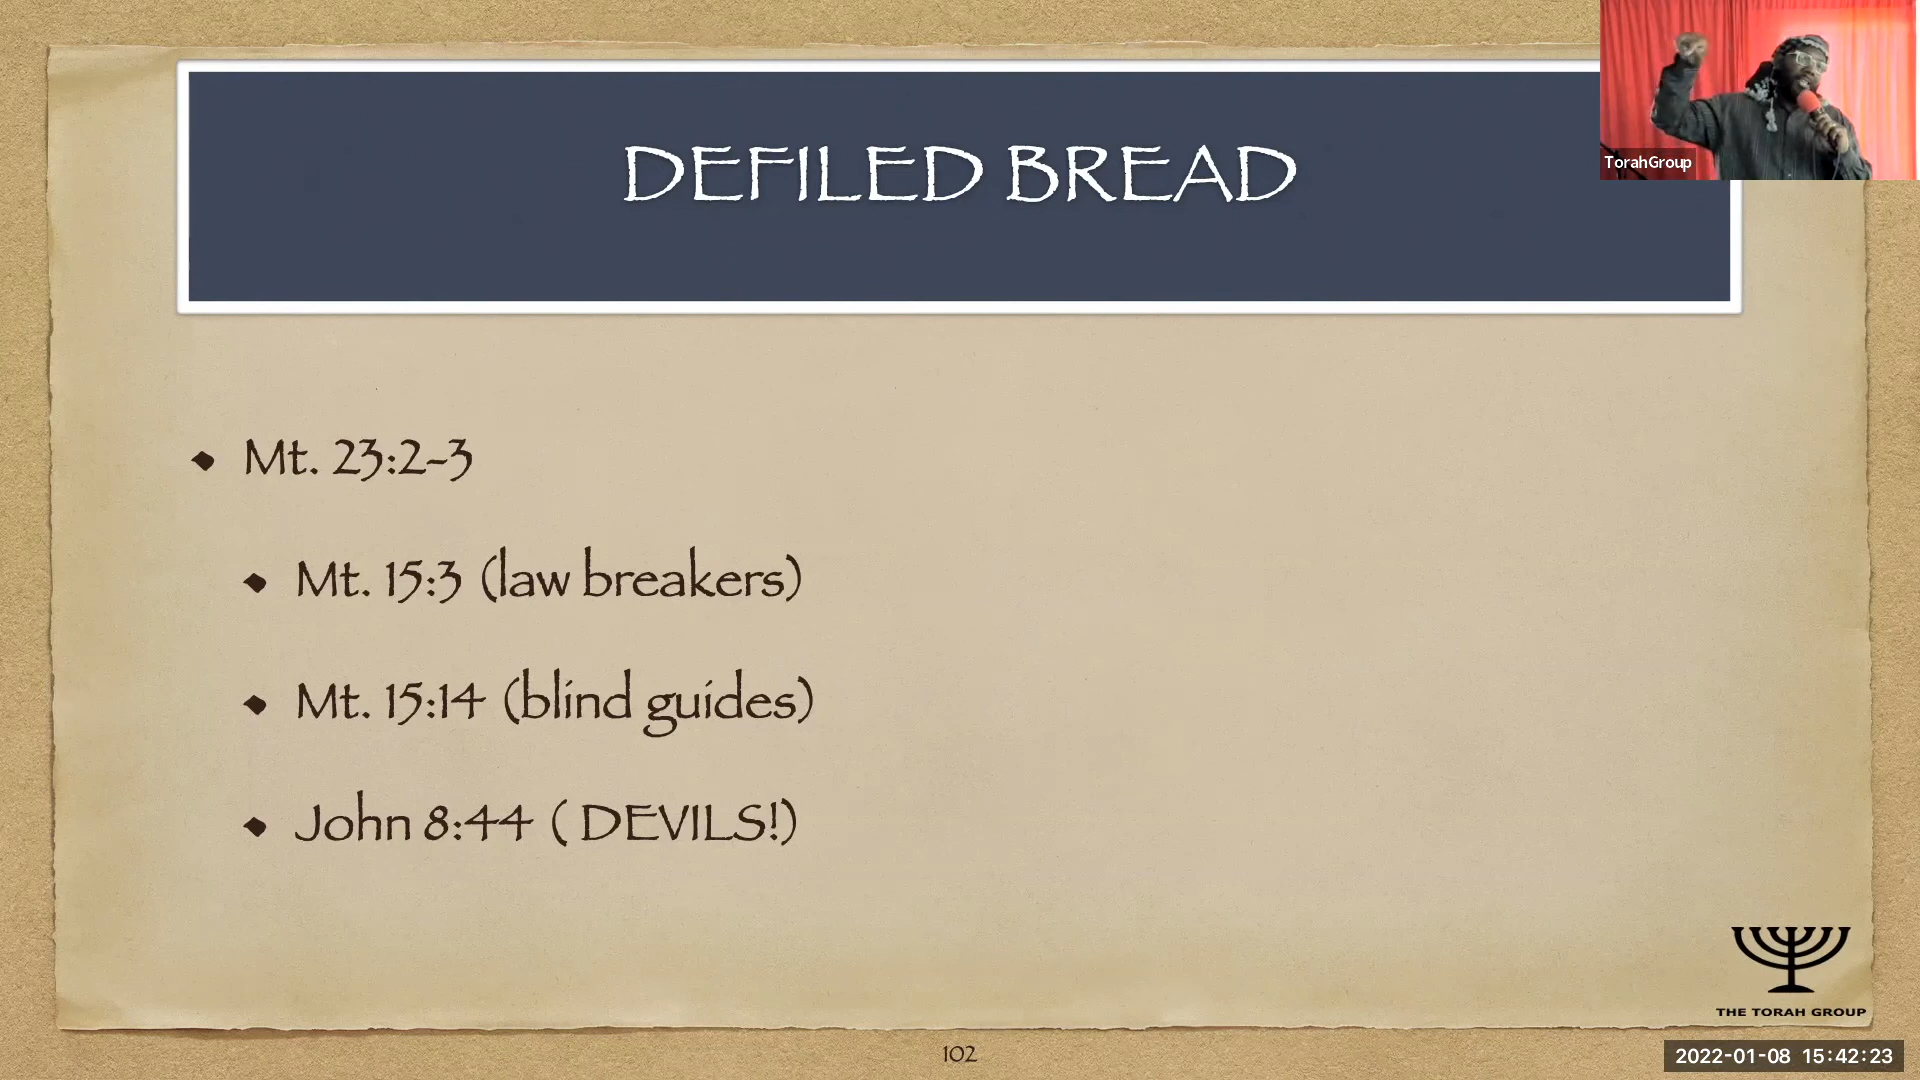 DEFILED BREAD
TorahGroup
Mt. 23:2-3
Mt. 15:3 (law breakers)
Mt. 15:14 (blind guides)
John 8:44 ( DEVILS!)
THE TORAH GROUP
102
2022-01-08 15:42:23